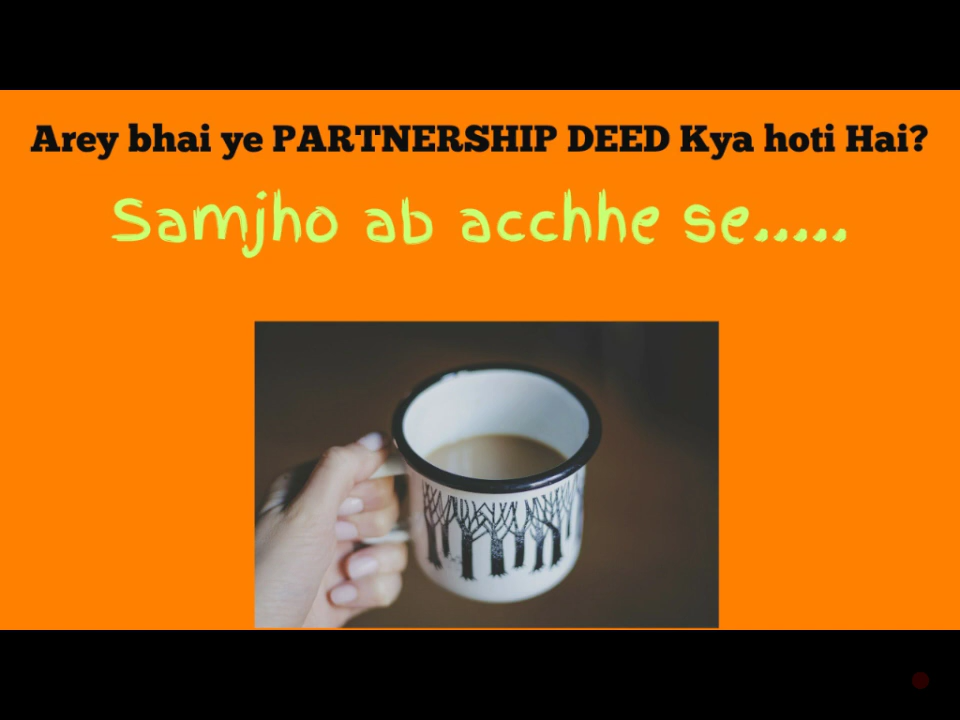 Arey bhai ye PARTNERSHIP DEED Kya hoti Hai?
Samjho ab acchhe se.....